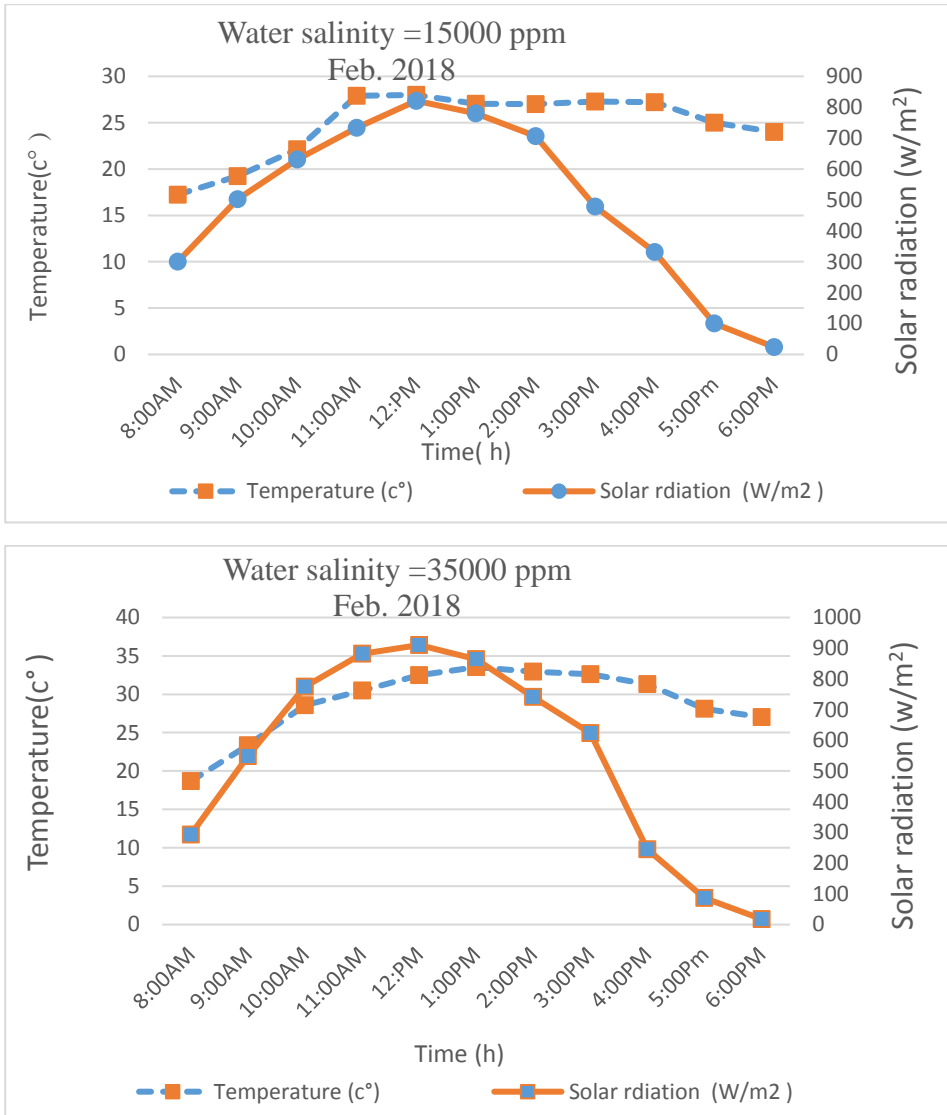 Water salinity =15000 ppm
Feb. 2018
Temperature(c° )
30
25
20
15
10
5
0
900
800
700
600
500
400
300
200
100
0
Solar radiation (w/m²)
8:00AM
9:00AM
10:00AM
11:00AM
12:PM
1:00PM
2:00PM
3:00PM
4:00PM
5:00Pm
6:00PM
Time( h)
Temperature (c°)
Solar rdiation (W/m2 )
Water salinity =35000 ppm
Feb. 2018
Temperature(c° )
40
35
30
25
20
15
10
5
0
1000
900
800
700
600
500
400
300
200
100
0
Solar radiation (w/m²)
8:00AM
9:00AM
10:00AM
11:00AM
12:PM
1:00PM
2:00PM
3:00PM
4:00PM
5:00Pm
6:00PM
Time (h)
Temperature (c°)
Solar rdiation (W/m2 )